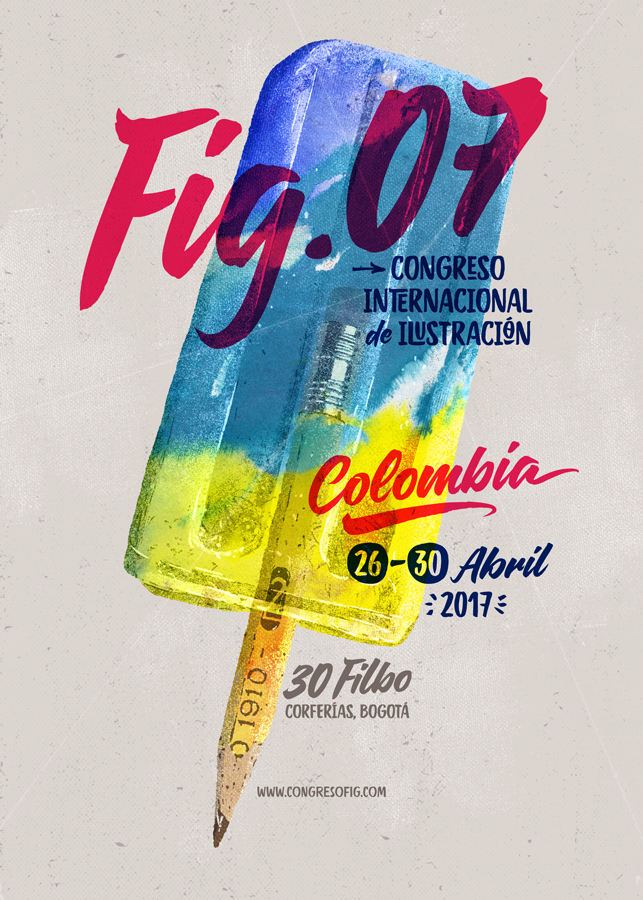 Fig.07
→ CONGRESO
INTERNACIONAL
de ILUSTRACIÓN
Colombia
26-30 Abril
2017
30 Filbo
CORFERÍAS, BOGOTÁ
1910 -
WWW.CONGRESOFIG.COM